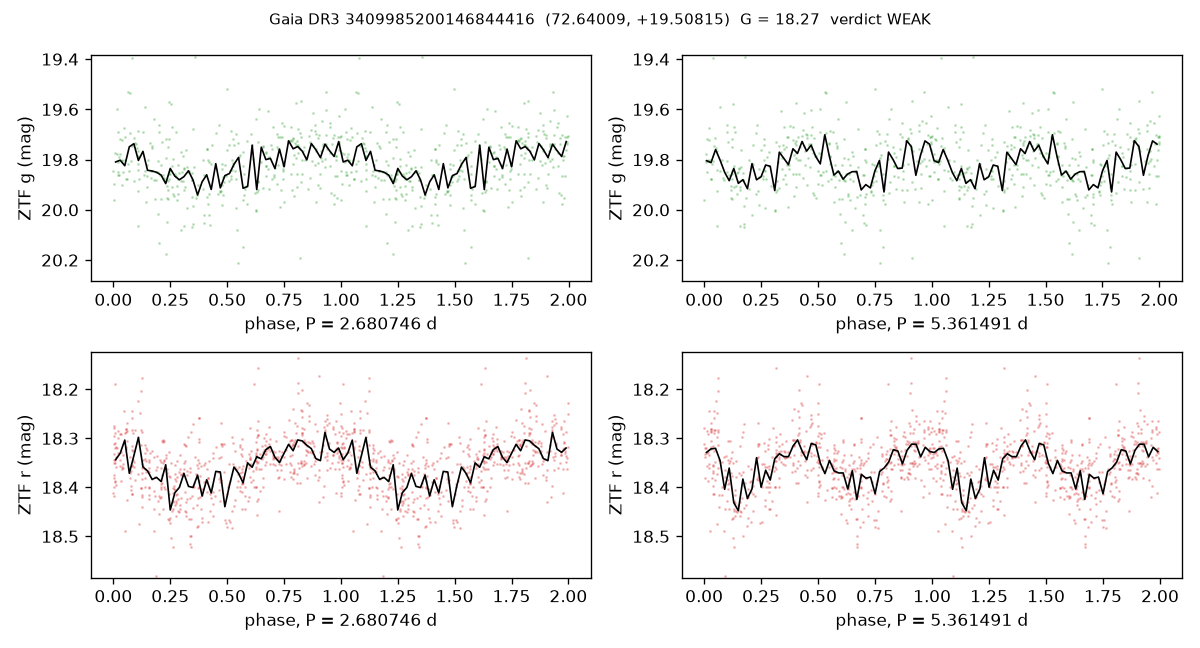 Gaia DR3 3409985200146844416 (72.64009, +19.50815) G = 18.27 verdict WEAK
19.4
19.6
19.8
20.0
20.2
ZTF g (mag)
0.00 0.25 0.50 0.75 1.00 1.25 1.50 1.75 2.00
phase, P = 2.680746 d
19.4
19.6
19.8
20.0
20.2
ZTF g (mag)
0.00 0.25 0.50 0.75 1.00 1.25 1.50 1.75 2.00
phase, P = 5.361491 d
18.2
18.3
18.4
18.5
ZTF r (mag)
0.00 0.25 0.50 0.75 1.00 1.25 1.50 1.75 2.00
phase, P = 2.680746 d
18.2
18.3
18.4
18.5
ZTF r (mag)
0.00 0.25 0.50 0.75 1.00 1.25 1.50 1.75 2.00
phase, P = 5.361491 d